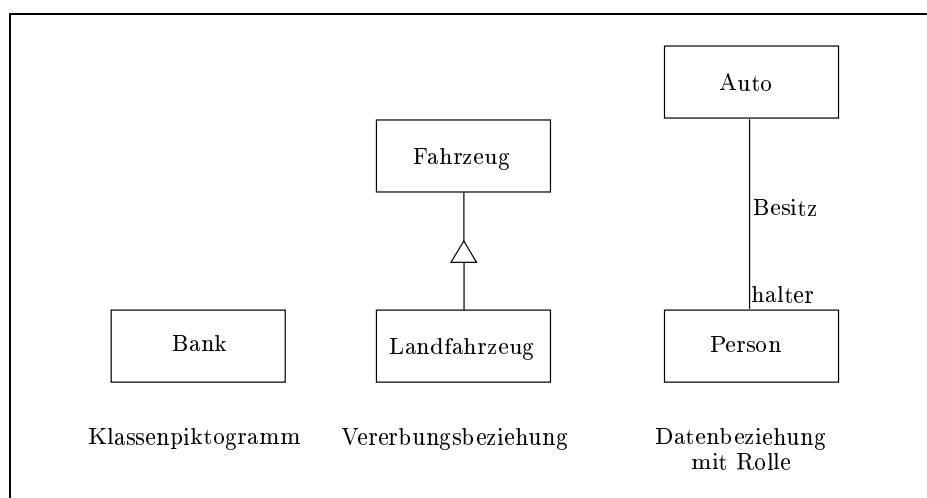 Auto
Fahrzeug
Besitz
halter
Bank
Landfahrzeug
Person
Klassenpiktogramm
Vererbungsbeziehung
Datenbeziehung
mit Rolle